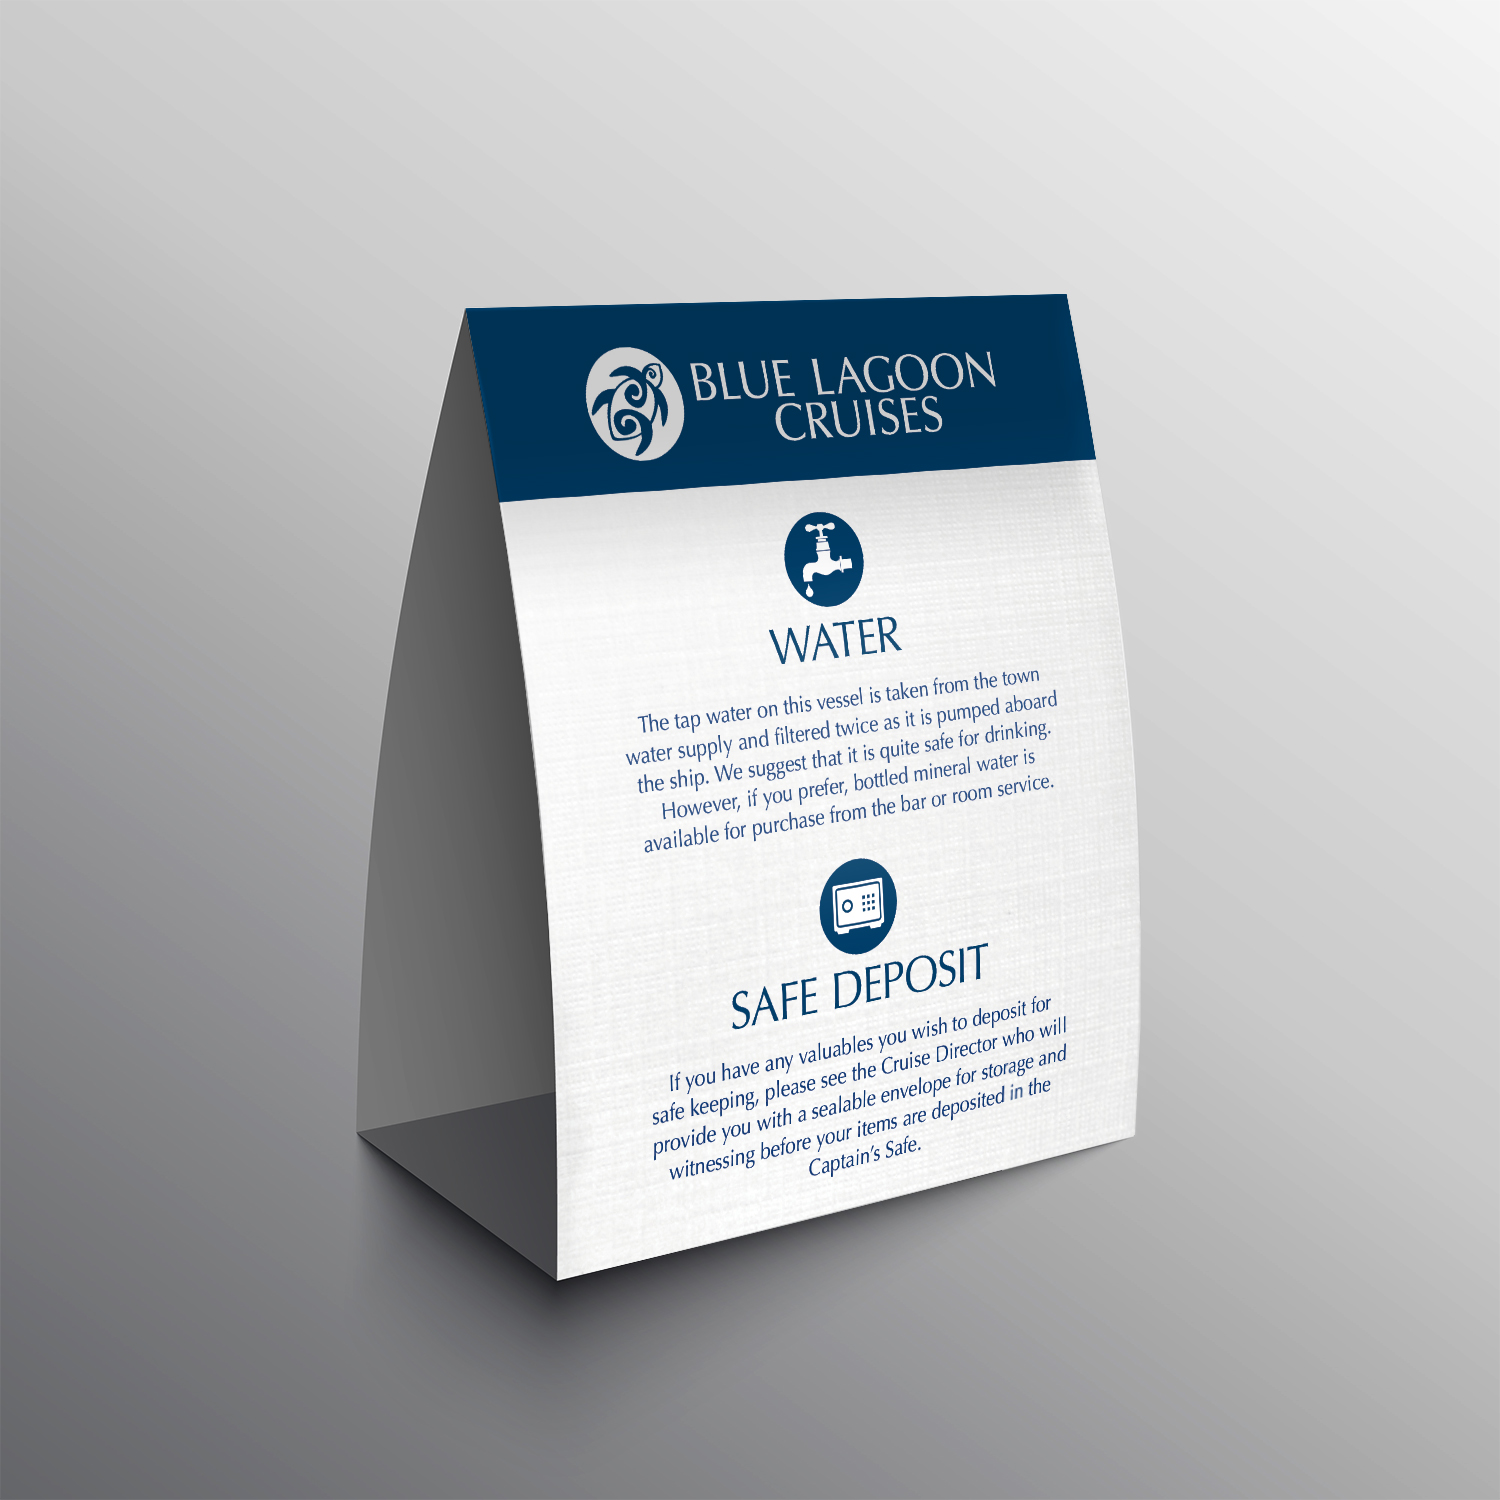 BLUE LAGOON
CRUISES
WATER
The tap water on this vessel is taken from the town
water supply and filtered twice as it is pumped aboard
the ship. We suggest that it is quite safe for drinking.
However, if you prefer, bottled mineral water is
available for purchase from the bar or room service.
SAFE DEPOSIT
If you have any valuables you wish to deposit for
safe keeping, please see the Cruise Director who will
provide you with a sealable envelope for storage and
witnessing before your items are deposited in the
Captain's Safe.